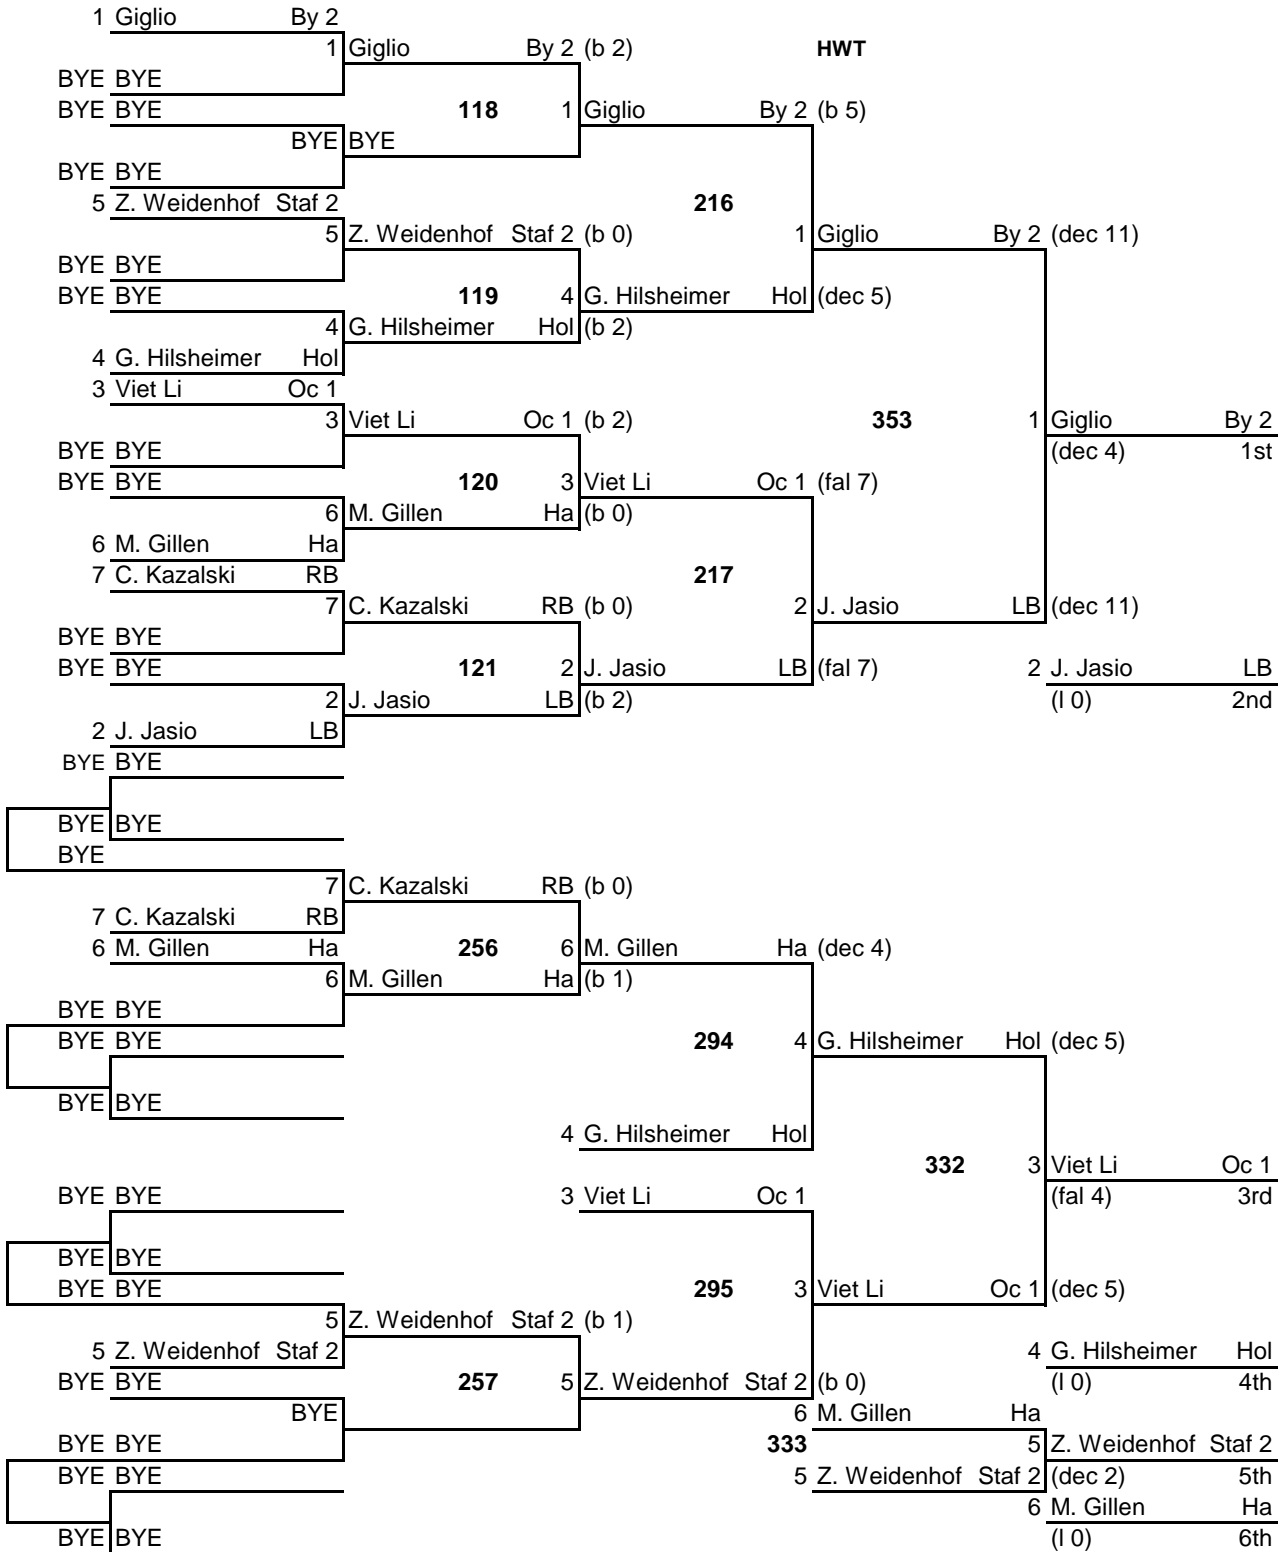 1 Giglio By 2
1 Giglio By 2 (b 2) HWT
BYE BYE
BYE BYE 118 1 Giglio By 2 (b 5)
BYE BYE
BYE BYE
5 Z. Weidenhof Staf 2 216
5 Z. Weidenhof Staf 2 (b 0) 1 Giglio By 2 (dec 11)
BYE BYE
BYE BYE 119 4 G. Hilsheimer Hol (dec 5)
4 G. Hilsheimer Hol (b 2)
4 G. Hilsheimer Hol
3 Viet Li Oc 1
3 Viet Li Oc 1 (b 2) 353 1 Giglio By 2
BYE BYE (dec 4) 1st
BYE BYE 120 3 Viet Li Oc 1 (fal 7)
6 M. Gillen Ha (b 0)
6 M. Gillen Ha
7 C. Kazalski RB 217
7 C. Kazalski RB (b 0) 2 J. Jasio LB (dec 11)
BYE BYE
BYE BYE 121 2 J. Jasio LB (fal 7) 2 J. Jasio LB
2 J. Jasio LB (b 2) (l 0) 2nd
2 J. Jasio LB
BYE BYE
BYE BYE
BYE
7 C. Kazalski RB (b 0)
7 C. Kazalski RB
6 M. Gillen Ha 256 6 M. Gillen Ha (dec 4)
6 M. Gillen Ha (b 1)
BYE BYE
BYE BYE 294 4 G. Hilsheimer Hol (dec 5)
BYE BYE
4 G. Hilsheimer Hol
332 3 Viet Li Oc 1
BYE BYE 3 Viet Li Oc 1 (fal 4) 3rd
BYE BYE
BYE BYE 295 3 Viet Li Oc 1 (dec 5)
5 Z. Weidenhof Staf 2 (b 1)
5 Z. Weidenhof Staf 2 4 G. Hilsheimer Hol
BYE BYE 257 5 Z. Weidenhof Staf 2 (b 0) (l 0) 4th
BYE 6 M. Gillen Ha
BYE BYE 333 5 Z. Weidenhof Staf 2
BYE BYE 5 Z. Weidenhof Staf 2 (dec 2) 5th
6 M. Gillen Ha
BYE BYE (l 0) 6th